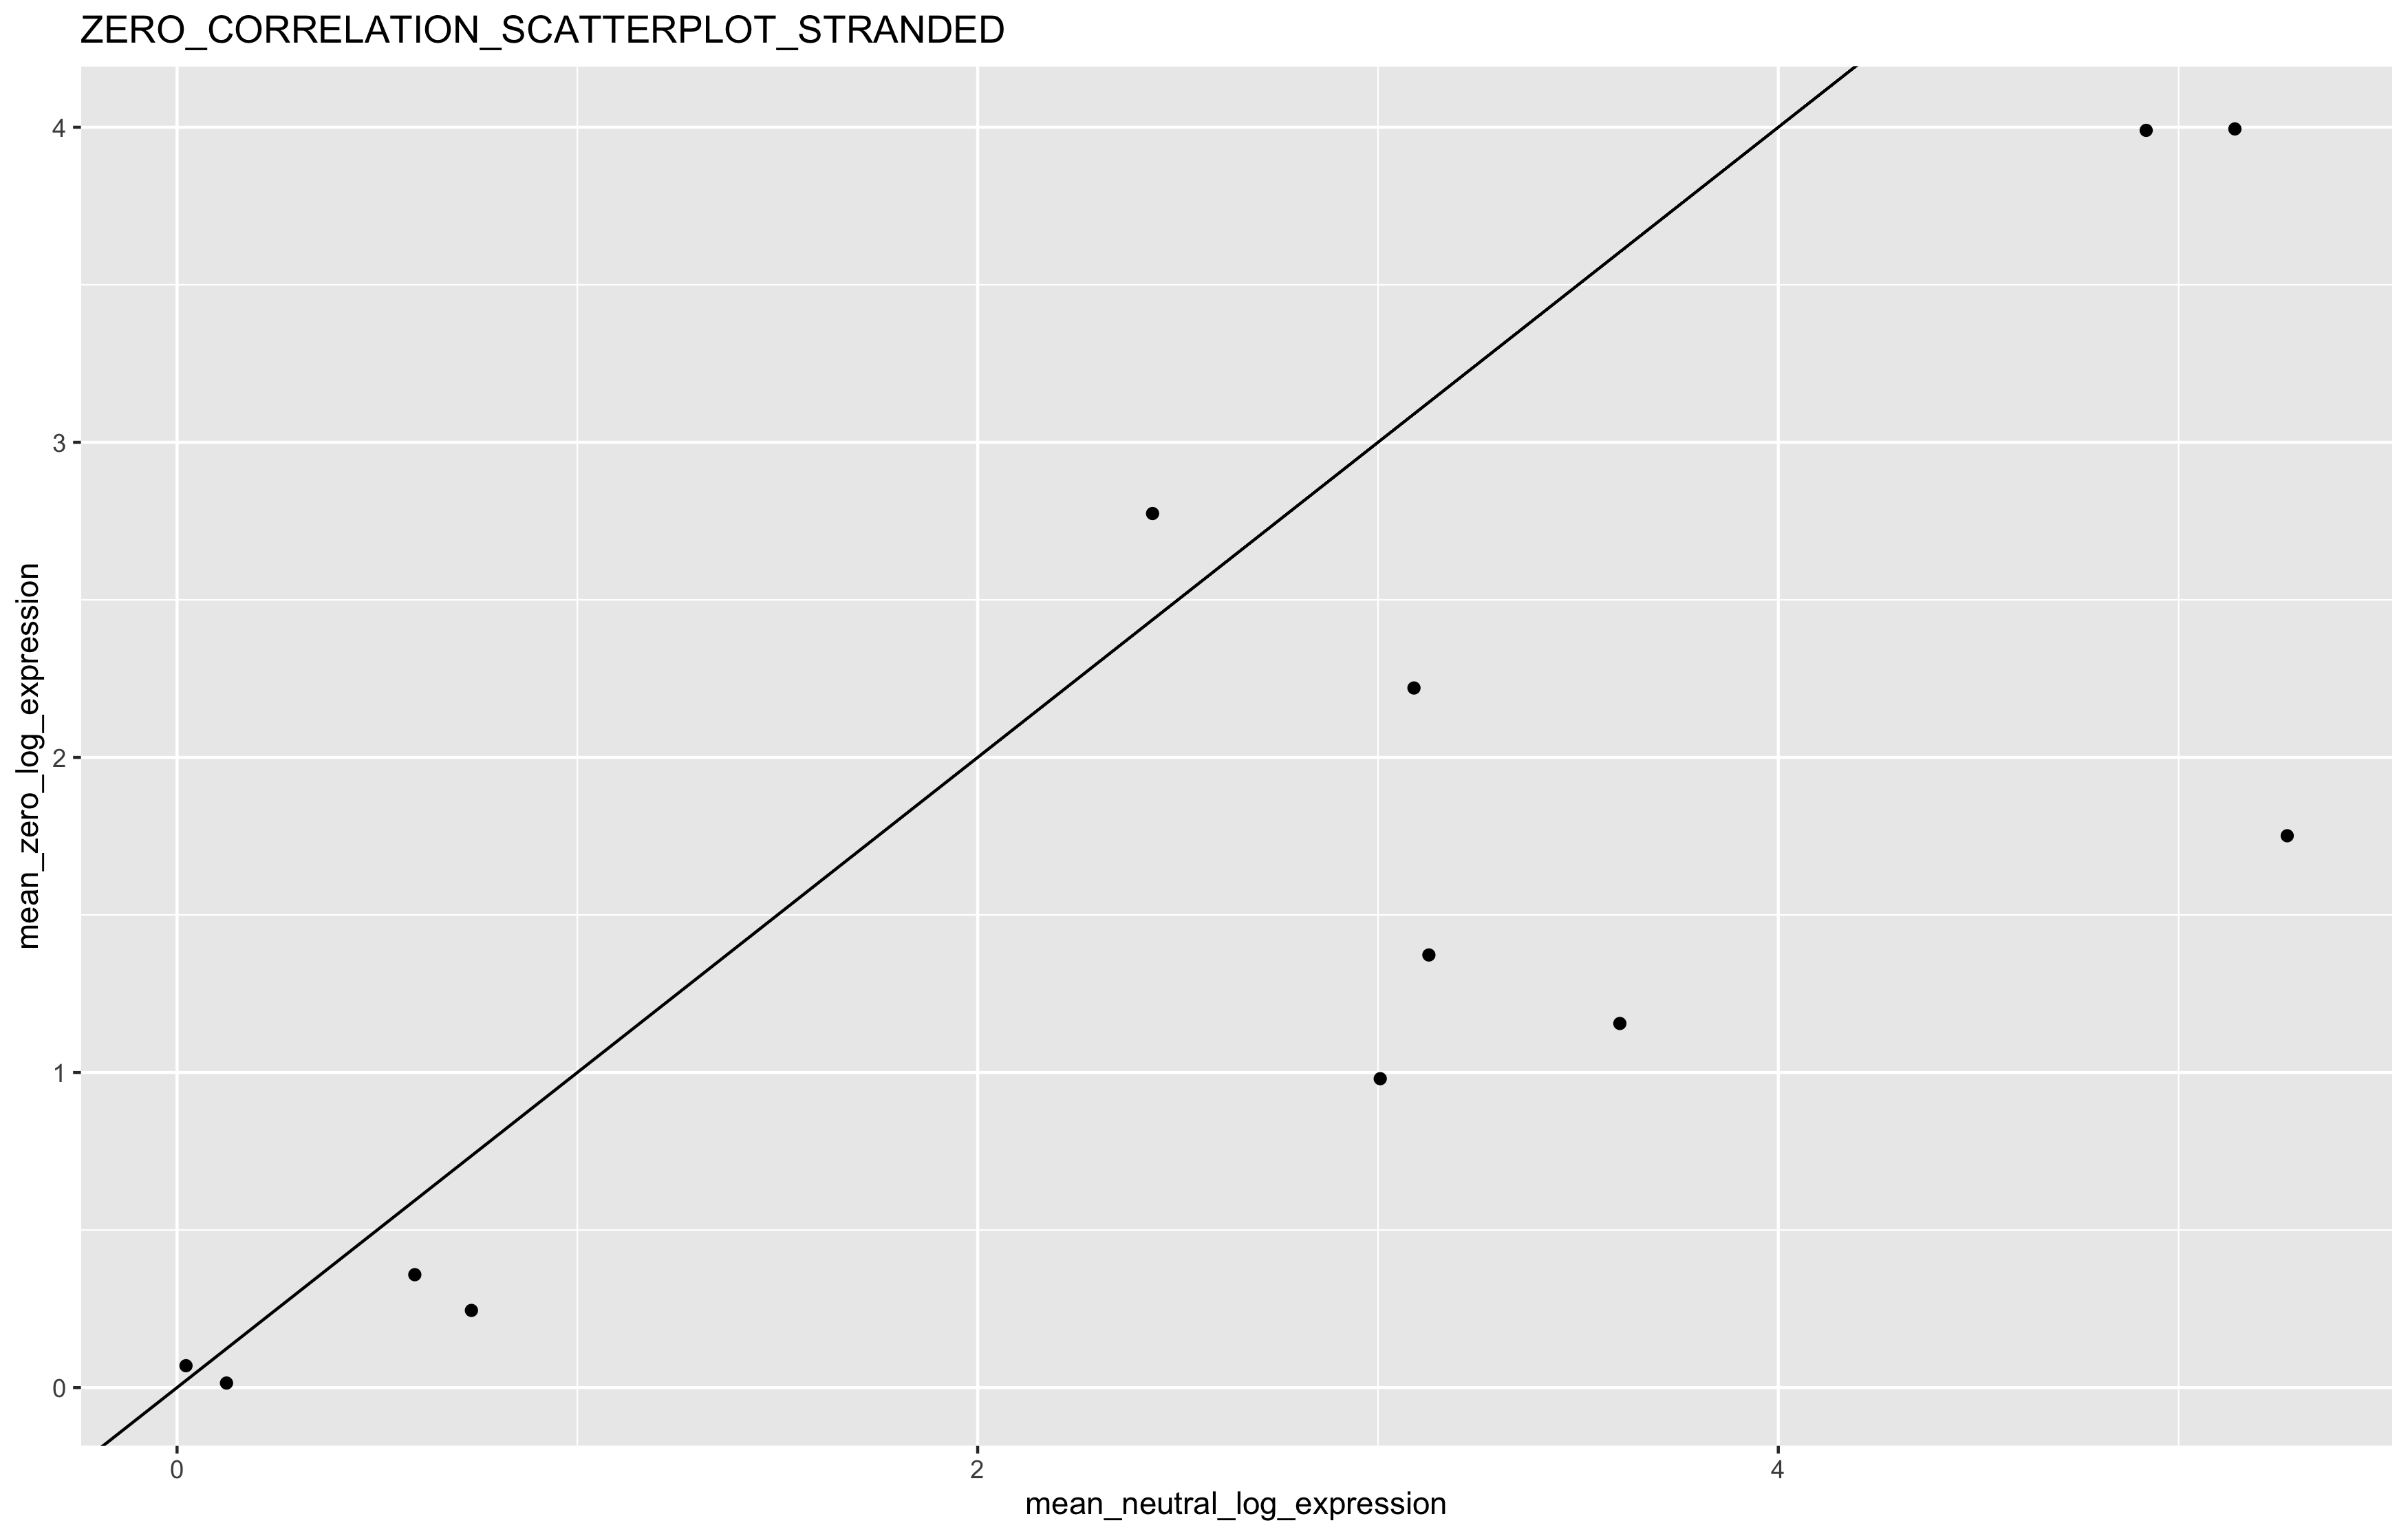 ZERO_CORRELATION_SCATTERPLOT_STRANDED
4
3
2
1
0
mean_zero_log_expression
0
2
4
mean_neutral_log_expression